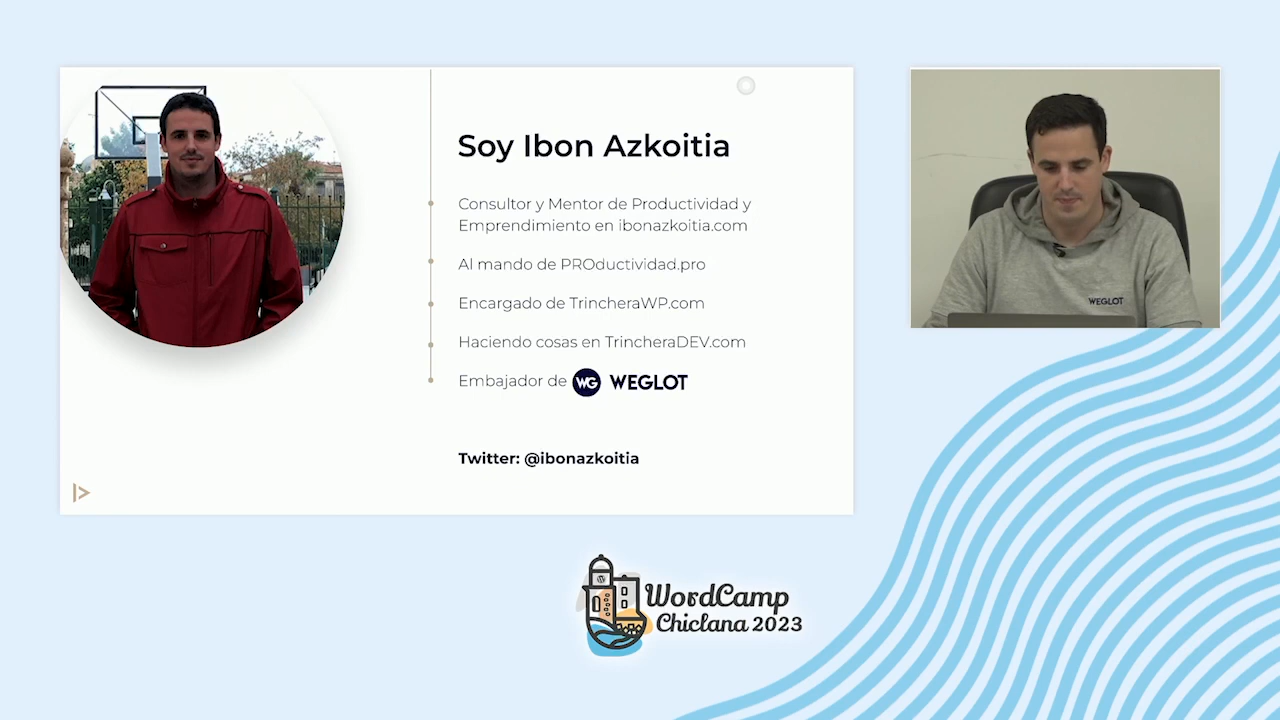 Soy Ibon Azkoitia
Consultor y Mentor de Productividad y
Emprendimiento en ibonazkoitia.com
Al mando de PROductividad.pro
Encargado de TrincheraWP.com
Haciendo cosas en TrincheraDEV.com
Embajador de WG WEGLOT
Twitter: @ibonazkoitia
WEGLOT
WordCamp
Chiclana 2023